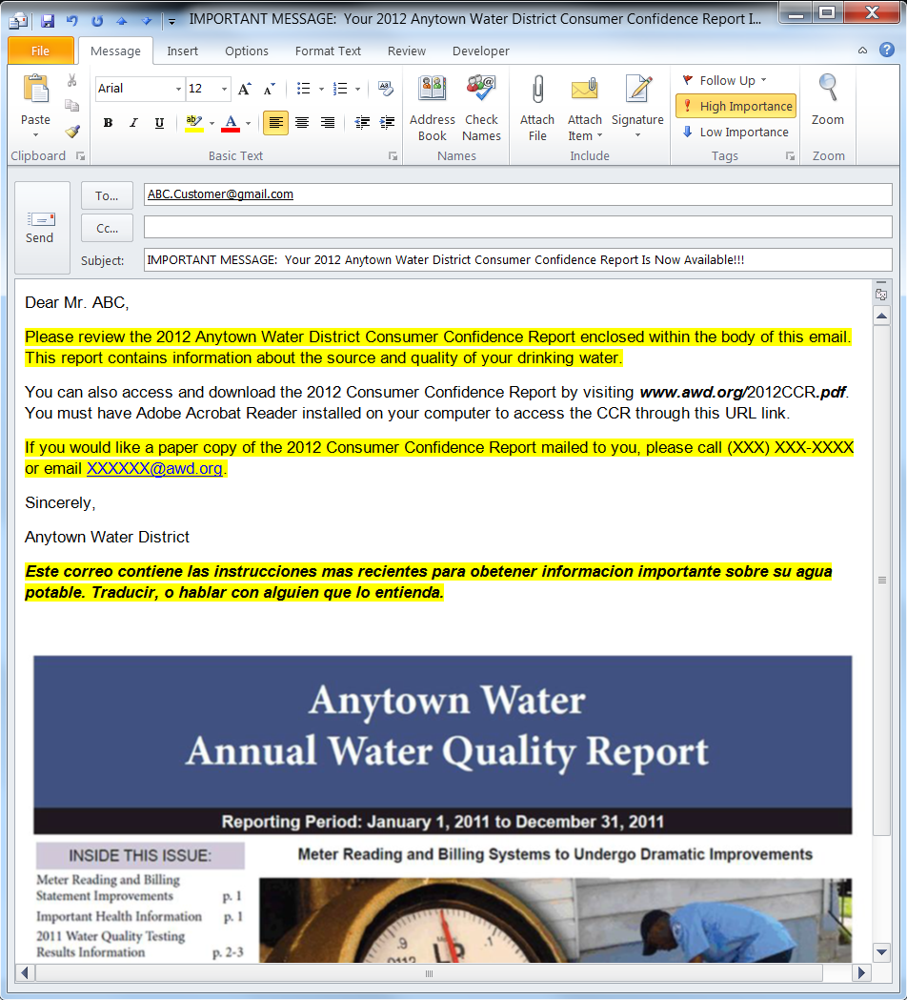 IMPORTANT MESSAGE:  Your 2012 Anytown Water District Consumer Confidence Report I...
File Message Insert Options Format Text Review Developer
Paste
Clipboard
Arial 12
B I U
Basic Text
Address Book
Check Names
Names
Attach File
Attach Item
Signature
Include
Follow Up
High Importance
Low Importance
Tags
Zoom
Zoom
Send
To... ABC.Customer@gmail.com
Cc...
Subject: IMPORTANT MESSAGE:  Your 2012 Anytown Water District Consumer Confidence Report Is Now Available!!!
Dear Mr. ABC,
Please review the 2012 Anytown Water District Consumer Confidence Report enclosed within the body of this email.
This report contains information about the source and quality of your drinking water.
You can also access and download the 2012 Consumer Confidence Report by visiting www.awd.org/2012CCR.pdf.
You must have Adobe Acrobat Reader installed on your computer to access the CCR through this URL link.
If you would like a paper copy of the 2012 Consumer Confidence Report mailed to you, please call (XXX) XXX-XXXX
or email XXXXXX@awd.org.
Sincerely,
Anytown Water District
Este correo contiene las instrucciones mas recientes para obetener informacion importante sobre su agua
potable. Traducir, o hablar con alguien que lo entienda.
Anytown Water
Annual Water Quality Report
Reporting Period: January 1, 2011 to December 31, 2011
INSIDE THIS ISSUE:
Meter Reading and Billing
Statement Improvements p. 1
Important Health Information p. 1
2011 Water Quality Testing
Results Information p. 2-3
Meter Reading and Billing Systems to Undergo Dramatic Improvements
.9 .1